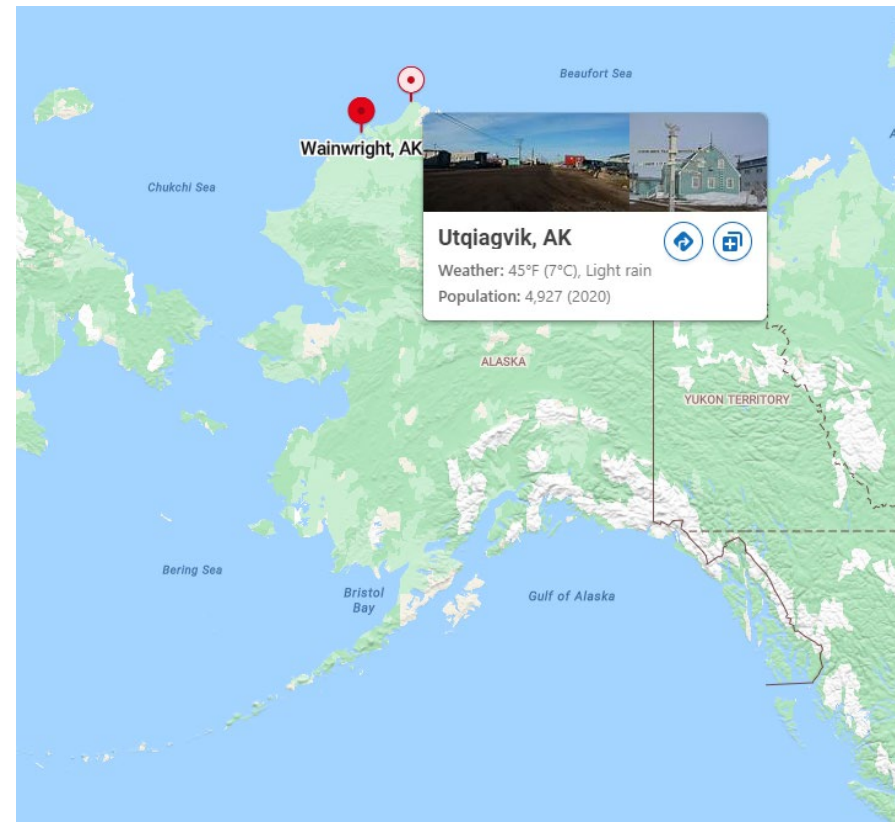 Beaufort Sea
Wainwright, AK
Chukchi Sea
Utqiagvik, AK
Weather: 45°F (7°C), Light rain
Population: 4,927 (2020)
ALASKA
YUKON TERRITORY
Bering Sea
Bristol
Bay
Gulf of Alaska